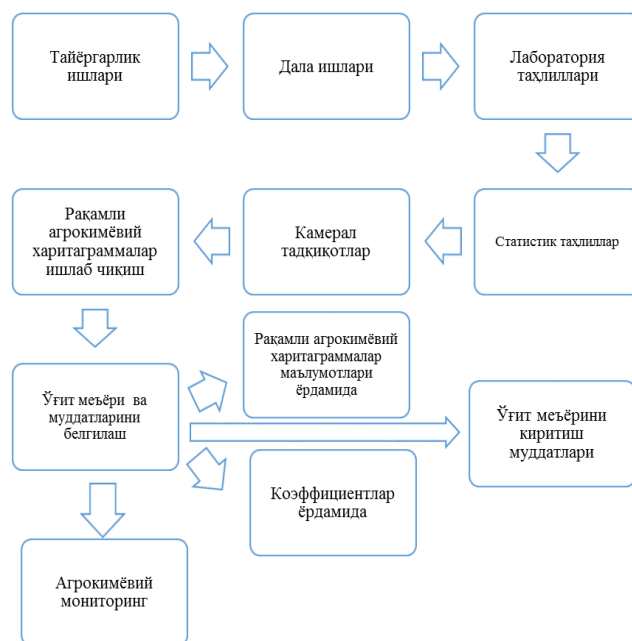 Тайёргарлик
ишлари
Дала ишлари
Лаборатория
таҳлиллари
Рақамли
агрокимёвий
харитаграммалар
ишлаб чиқиш
Камерал
тадқиқотлар
Статистик таҳлиллар
Рақамли агрокимёвий
харитаграммалар
маълумотлари
ёрдамида
Ўғит меъёри ва
муддатларини
белгилаш
Ўғит меъёрини
киритиш
муддатлари
Коэффициентлар
ёрдамида
Агрокимёвий
мониторинг